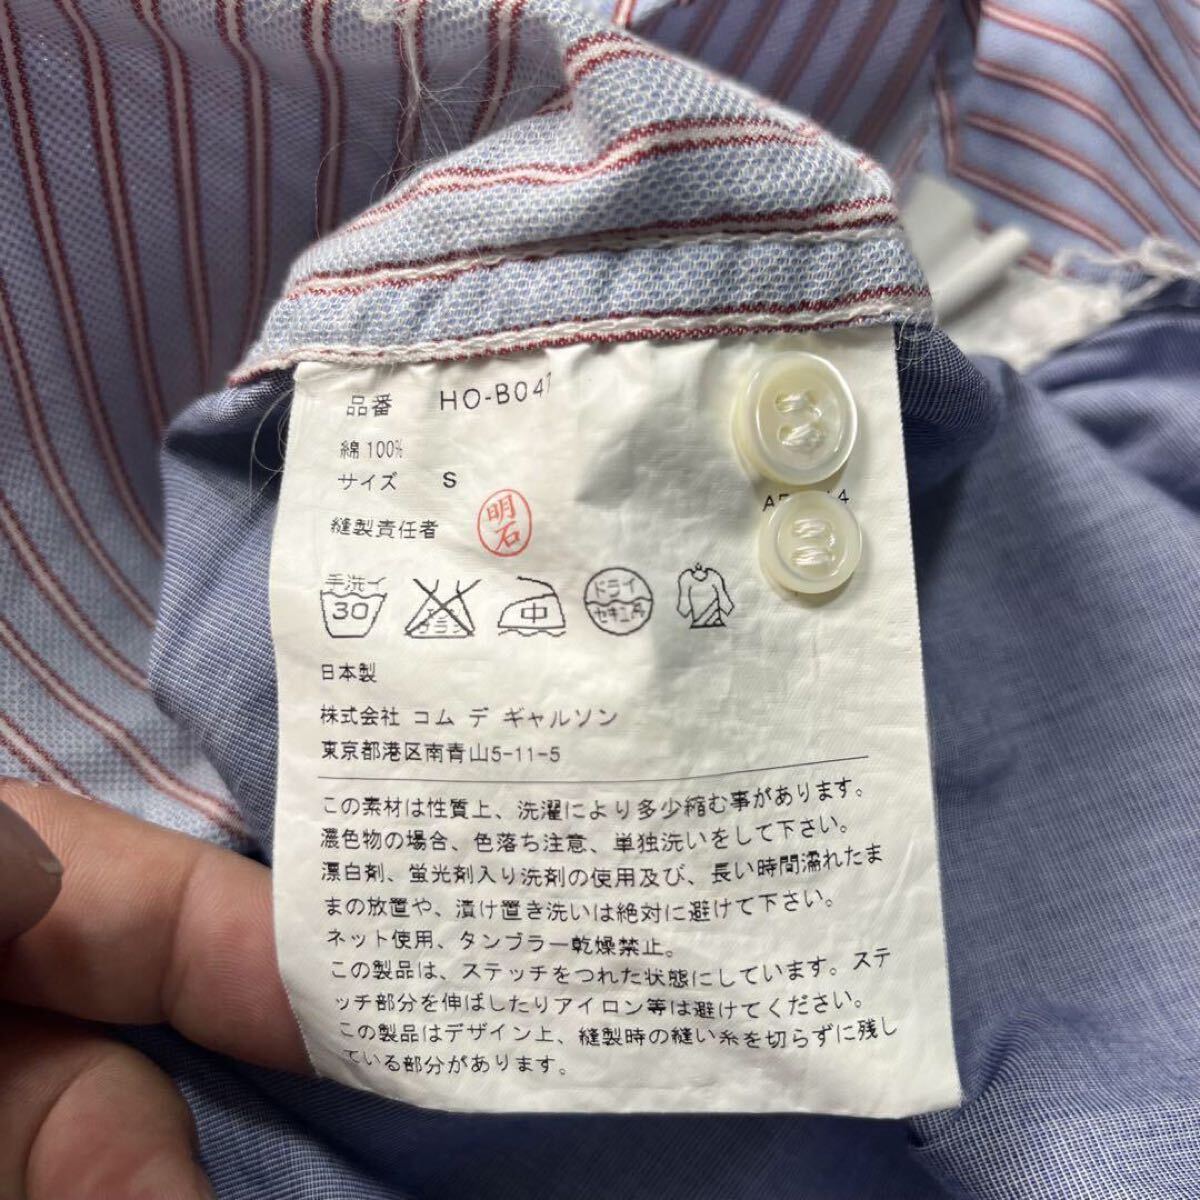 品番 HO-B047
綿 100%
サイズ S
縫製責任者 明石
手洗イ 30 中 ドライ セキユ系
日本製
株式会社 コム デ ギャルソン
東京都港区南青山5-11-5
この素材は性質上、洗濯により多少縮む事があります。
濃色物の場合、色落ち注意、単独洗いをして下さい。
漂白剤、蛍光剤入り洗剤の使用及び、長い時間濡れたま
まの放置や、漬け置き洗いは絶対に避けて下さい。
ネット使用、タンブラー乾燥禁止。
この製品は、ステッチをつれた状態にしています。ステ
ッチ部分を伸ばしたりアイロン等は避けてください。
この製品はデザイン上、縫製時の縫い糸を切らずに残し
ている部分があります。